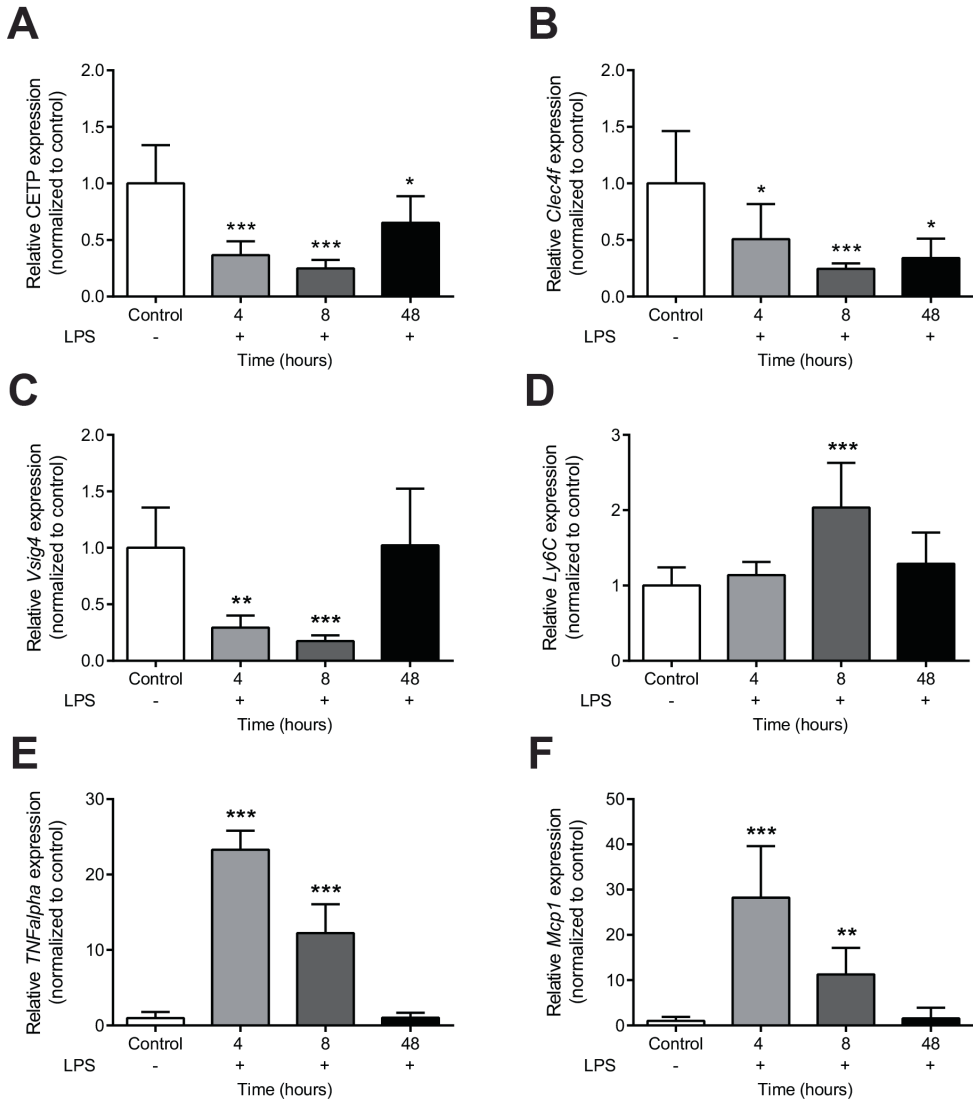 A
Relative CETP expression
(normalized to control)
2.0
1.5
1.0
0.5
0.0
***
***
*
Control 4 8 48
LPS - + + +
Time (hours)
B
Relative Clec4f expression
(normalized to control)
2.0
1.5
1.0
0.5
0.0
*
***
*
Control 4 8 48
LPS - + + +
Time (hours)
C
Relative Vsig4 expression
(normalized to control)
2.0
1.5
1.0
0.5
0.0
**
***
Control 4 8 48
LPS - + + +
Time (hours)
D
Relative Ly6C expression
(normalized to control)
3
2
1
0
***
Control 4 8 48
LPS - + + +
Time (hours)
E
Relative TNFalpha expression
(normalized to control)
30
20
10
0
***
***
Control 4 8 48
LPS - + + +
Time (hours)
F
Relative Mcp1 expression
(normalized to control)
50
40
30
20
10
0
***
**
Control 4 8 48
LPS - + + +
Time (hours)